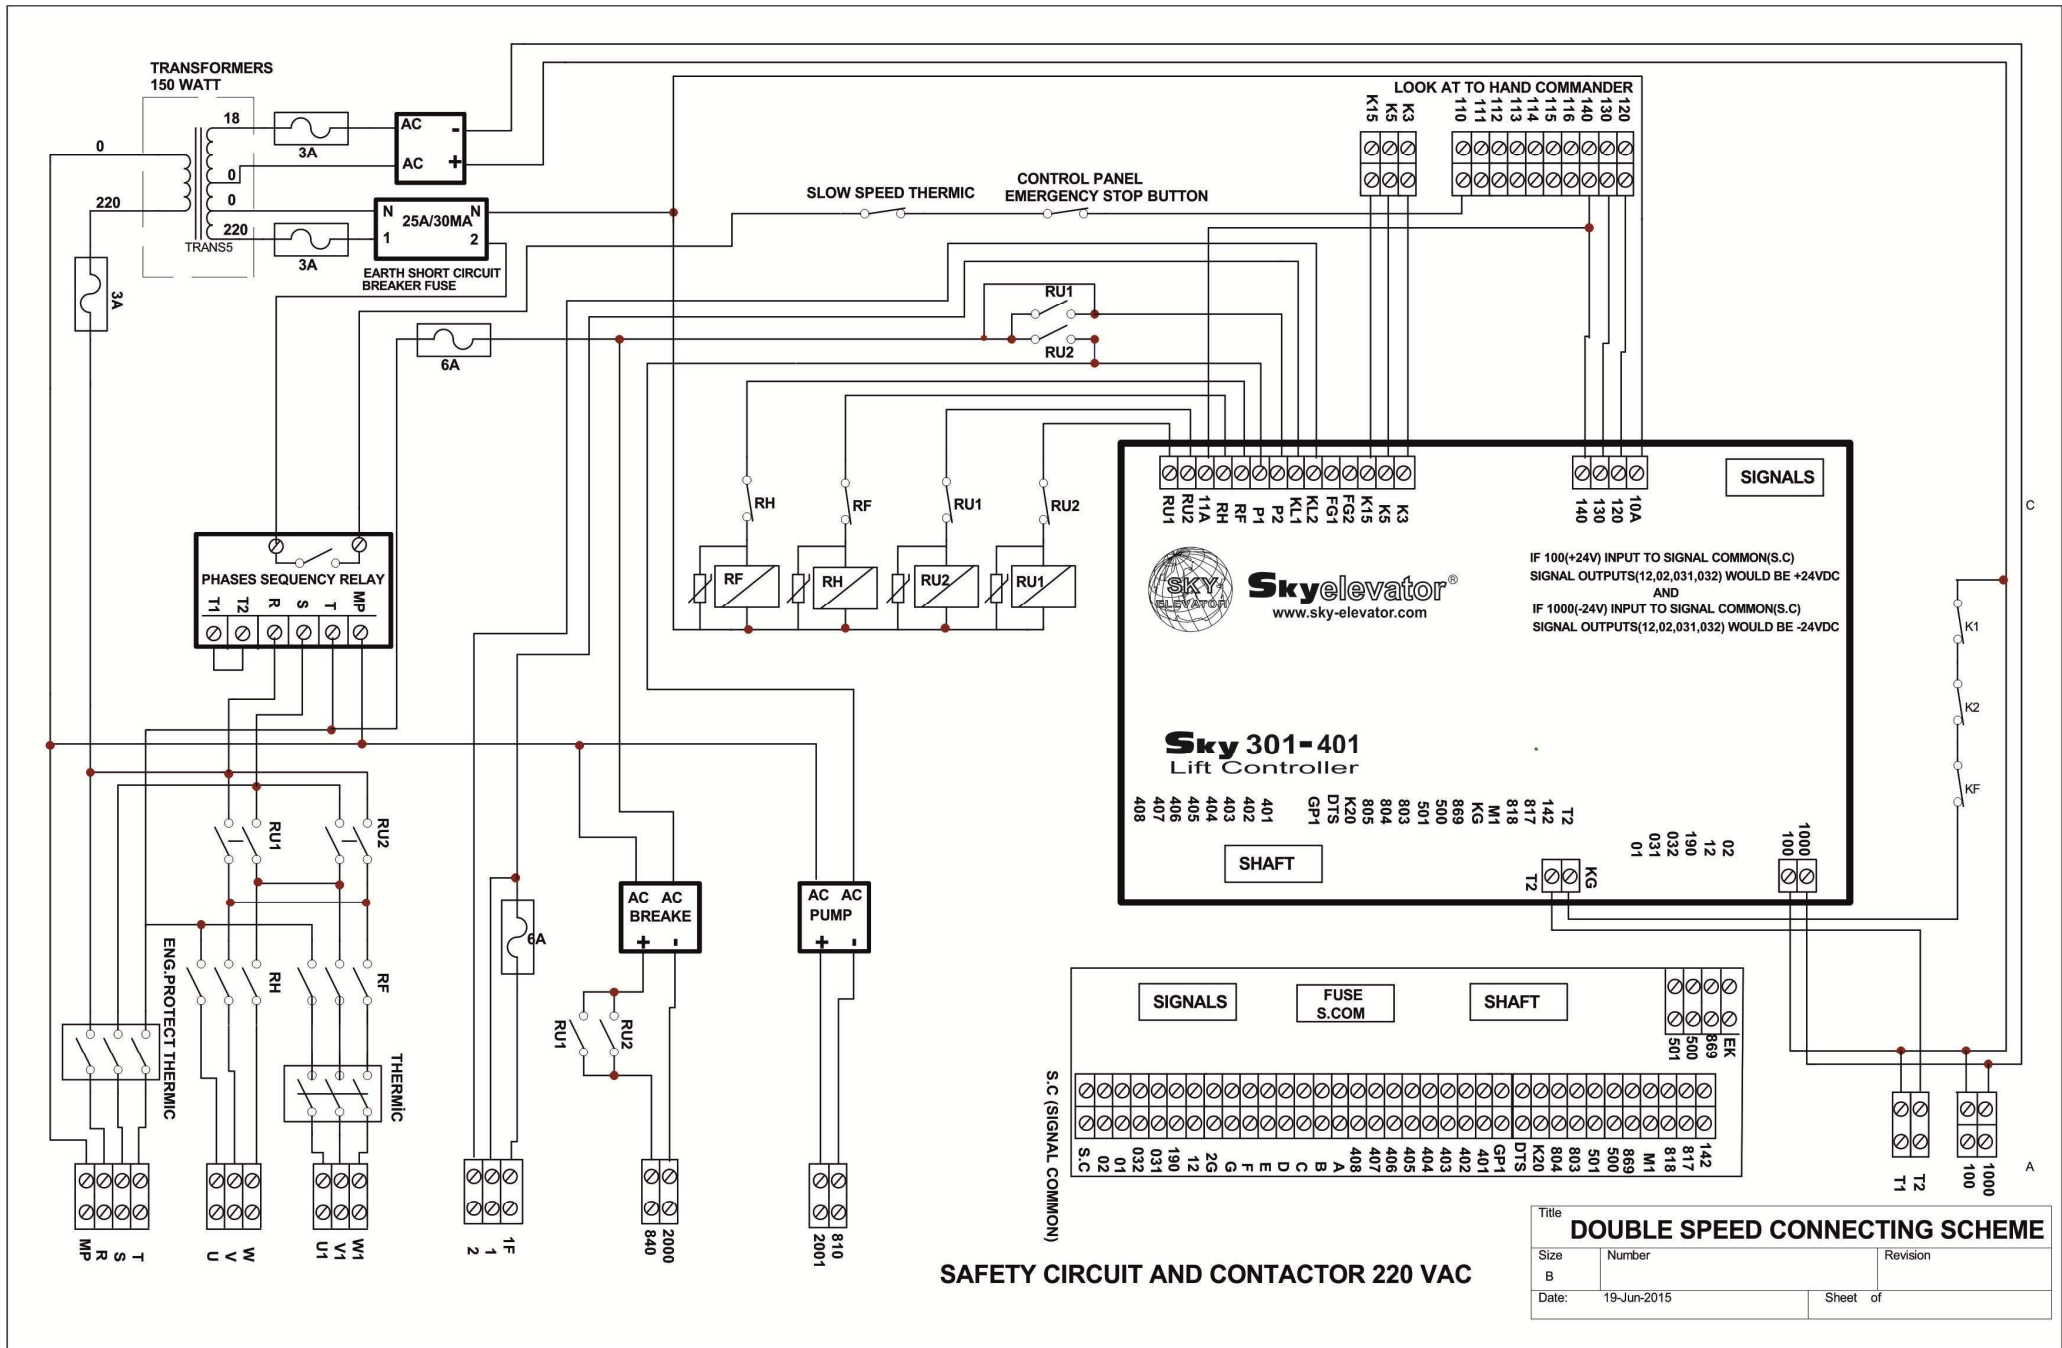 TRANSFORMERS
150 WATT
0
220
18
0
0
220
TRANS5
3A
3A
3A
AC
AC
-
+
N
N
25A/30MA
1
2
EARTH SHORT CIRCUIT
BREAKER FUSE
6A
SLOW SPEED THERMIC
CONTROL PANEL
EMERGENCY STOP BUTTON
LOOK AT TO HAND COMMANDER
K15
K5
K3
110
111
112
113
114
115
116
140
130
120
RU1
RU2
RH
RF
RU1
RU2
RF
RH
RU2
RU1
PHASES SEQUENCY RELAY
T1
T2
R
S
T
MP
RU1
RU2
11A
RH
RF
P1
P2
KL1
KL2
FG1
FG2
K15
K5
K3
140
130
120
10A
SIGNALS
SKY
ELEVATOR
Skyelevator®
www.sky-elevator.com
IF 100(+24V) INPUT TO SIGNAL COMMON(S.C)
SIGNAL OUTPUTS(12,02,031,032) WOULD BE +24VDC
AND
IF 1000(-24V) INPUT TO SIGNAL COMMON(S.C)
SIGNAL OUTPUTS(12,02,031,032) WOULD BE -24VDC
Sky 301-401
Lift Controller
408
407
406
405
404
403
402
401
GP1
DTS
K20
805
804
803
501
500
869
KG
M1
818
817
142
T2
01
031
032
190
12
02
100
1000
SHAFT
T2
KG
K1
K2
KF
C
A
RU1
RU2
RH
RF
ENG.PROTECT THERMIC
THERMİC
6A
AC AC
BREAKE
+ -
AC AC
PUMP
+ -
RU1
RU2
MP
R
S
T
U
V
W
U1
V1
W1
2
1
1F
840
2000
2001
810
SIGNALS
FUSE
S.COM
SHAFT
501
500
869
EK
S.C (SIGNAL COMMON)
S.C
02
01
032
031
190
12
2G
G
F
E
D
C
B
A
408
407
406
405
404
403
402
401
GP1
DTS
K20
804
803
501
500
869
M1
818
817
142
T1
T2
100
1000
SAFETY CIRCUIT AND CONTACTOR 220 VAC
Title
DOUBLE SPEED CONNECTING SCHEME
Size
B
Number
Revision
Date: 19-Jun-2015
Sheet of